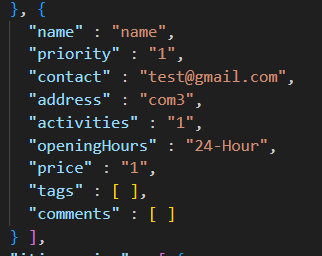 }, {
"name" : "name",
"priority" : "1",
"contact" : "test@gmail.com",
"address" : "com3",
"activities" : "1",
"openingHours" : "24-Hour",
"price" : "1",
"tags" : [ ],
"comments" : [ ]
} ],